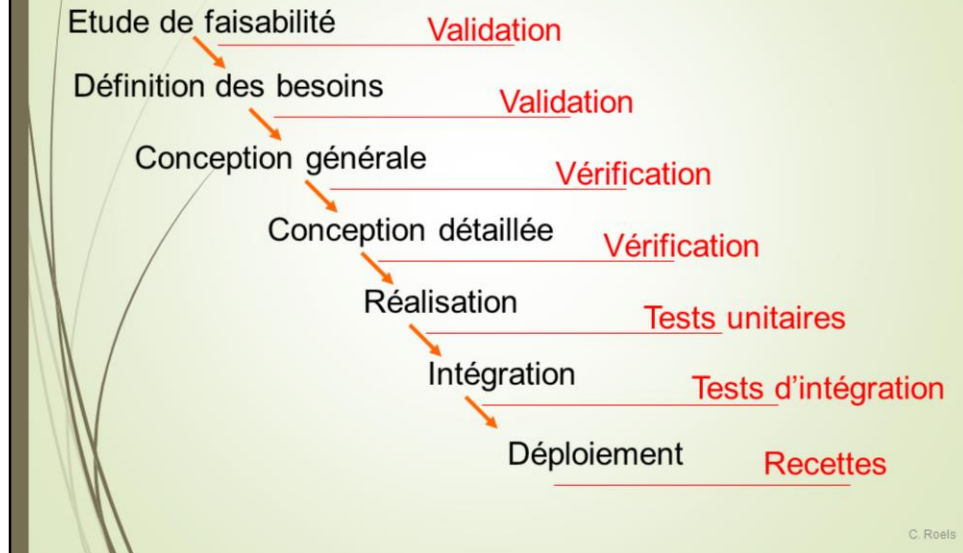 Etude de faisabilité
Validation
Définition des besoins
Validation
Conception générale
Vérification
Conception détaillée
Vérification
Réalisation
Tests unitaires
Intégration
Tests d’intégration
Déploiement
Recettes
C. Roels